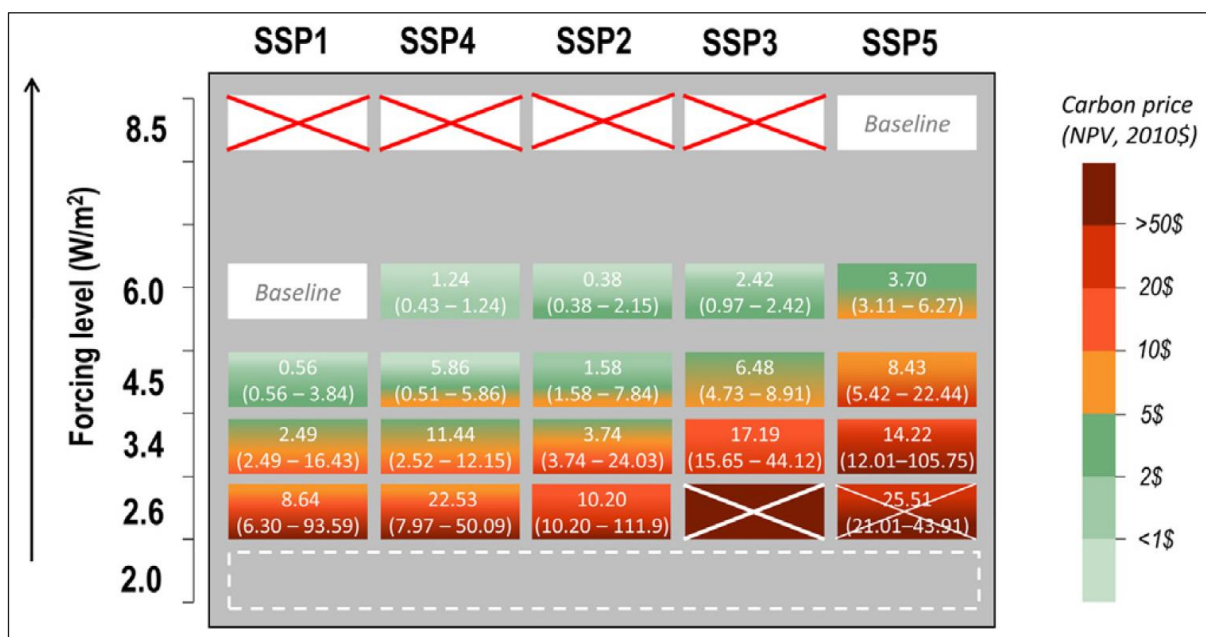 SSP1 SSP4 SSP2 SSP3 SSP5
Forcing level (W/m²)
8.5 Baseline
6.0 Baseline 1.24 0.38 2.42 3.70
(0.43 – 1.24) (0.38 – 2.15) (0.97 – 2.42) (3.11 – 6.27)
4.5 0.56 5.86 1.58 6.48 8.43
(0.56 – 3.84) (0.51 – 5.86) (1.58 – 7.84) (4.73 – 8.91) (5.42 – 22.44)
3.4 2.49 11.44 3.74 17.19 14.22
(2.49 – 16.43) (2.52 – 12.15) (3.74 – 24.03) (15.65 – 44.12) (12.01–105.75)
2.6 8.64 22.53 10.20 25.51
(6.30 – 93.59) (7.97 – 50.09) (10.20 – 111.9) (21.01–43.91)
2.0
Carbon price
(NPV, 2010$)
>50$
20$
10$
5$
2$
<1$